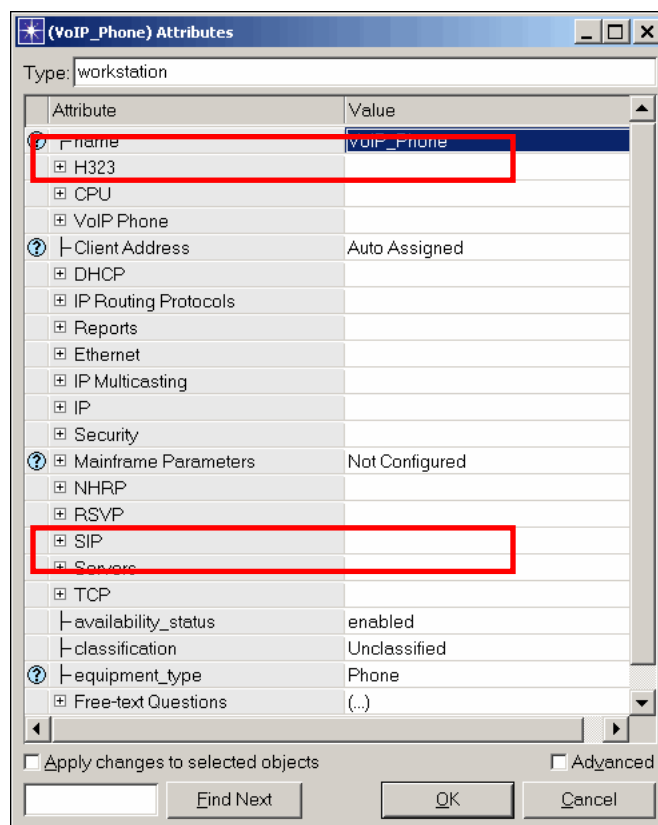 (VoIP_Phone) Attributes
Type: workstation
Attribute Value
name VoIP_Phone
H323
CPU
VoIP Phone
Client Address Auto Assigned
DHCP
IP Routing Protocols
Reports
Ethernet
IP Multicasting
IP
Security
Mainframe Parameters Not Configured
NHRP
RSVP
SIP
Servers
TCP
availability_status enabled
classification Unclassified
equipment_type Phone
Free-text Questions (...)
Apply changes to selected objects Advanced
Find Next OK Cancel